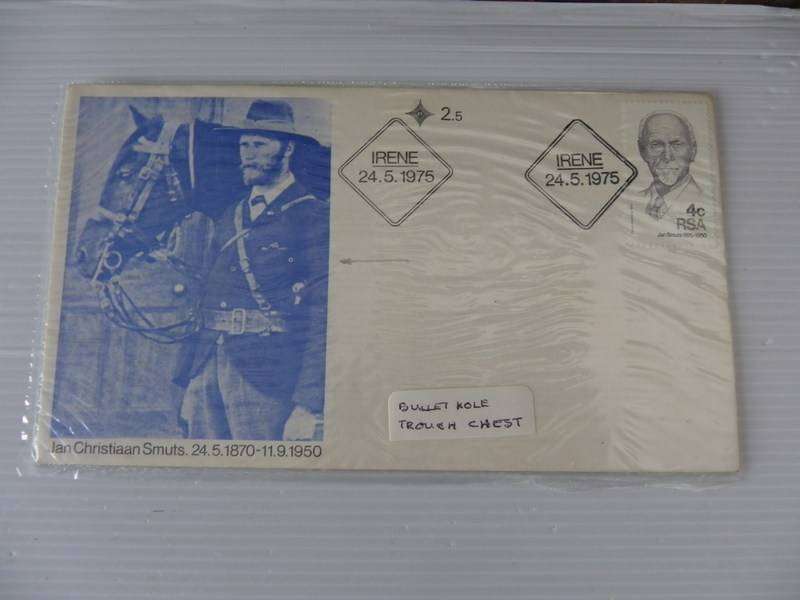 2.5
IRENE
24.5.1975
IRENE
24.5.1975
4c
RSA
Jan Smuts 1870-1950
Jan Christiaan Smuts. 24.5.1870-11.9.1950
BULLET HOLE
TROUGH CHEST